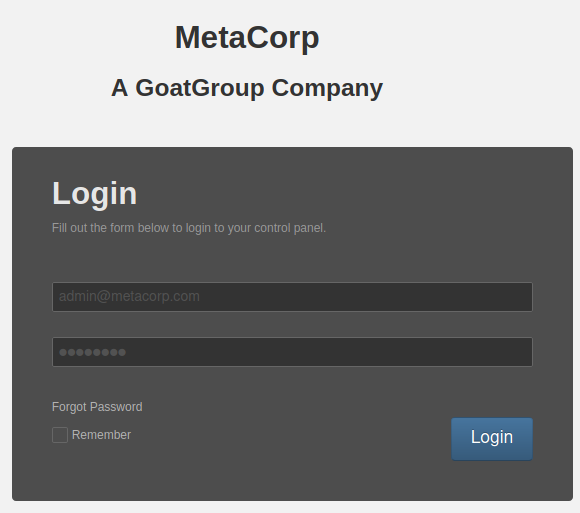 MetaCorp
A GoatGroup Company
Login
Fill out the form below to login to your control panel.
admin@metacorp.com
●●●●●●●●
Forgot Password
Remember
Login